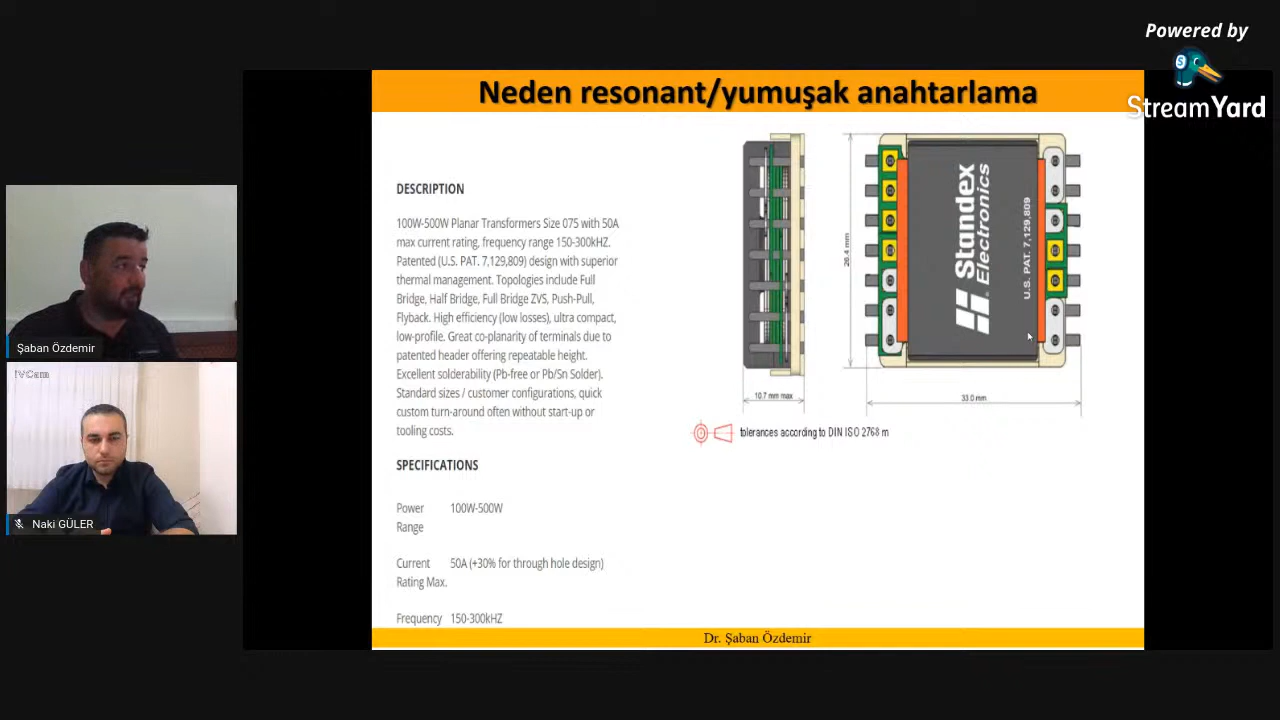 Powered by
StreamYard
Neden resonant/yumuşak anahtarlama
DESCRIPTION
100W-500W Planar Transformers Size 075 with 50A
max current rating, frequency range 150-300kHZ.
Patented (U.S. PAT. 7,129,809) design with superior
thermal management. Topologies include Full
Bridge, Half Bridge, Full Bridge ZVS, Push-Pull,
Flyback. High efficiency (low losses), ultra compact,
low-profile. Great co-planarity of terminals due to
patented header offering repeatable height.
Excellent solderability (Pb-free or Pb/Sn Solder).
Standard sizes / customer configurations, quick
custom turn-around often without start-up or
tooling costs.
SPECIFICATIONS
Power Range 100W-500W
Current Rating Max. 50A (+30% for through hole design)
Frequency 150-300kHZ
10.7 mm max
26.4 mm
Standex
Electronics
U.S. PAT. 7,129,809
33.0 mm
tolerances according to DIN ISO 2768 m
Dr. Şaban Özdemir
Şaban Özdemir
iVCam
Naki GÜLER